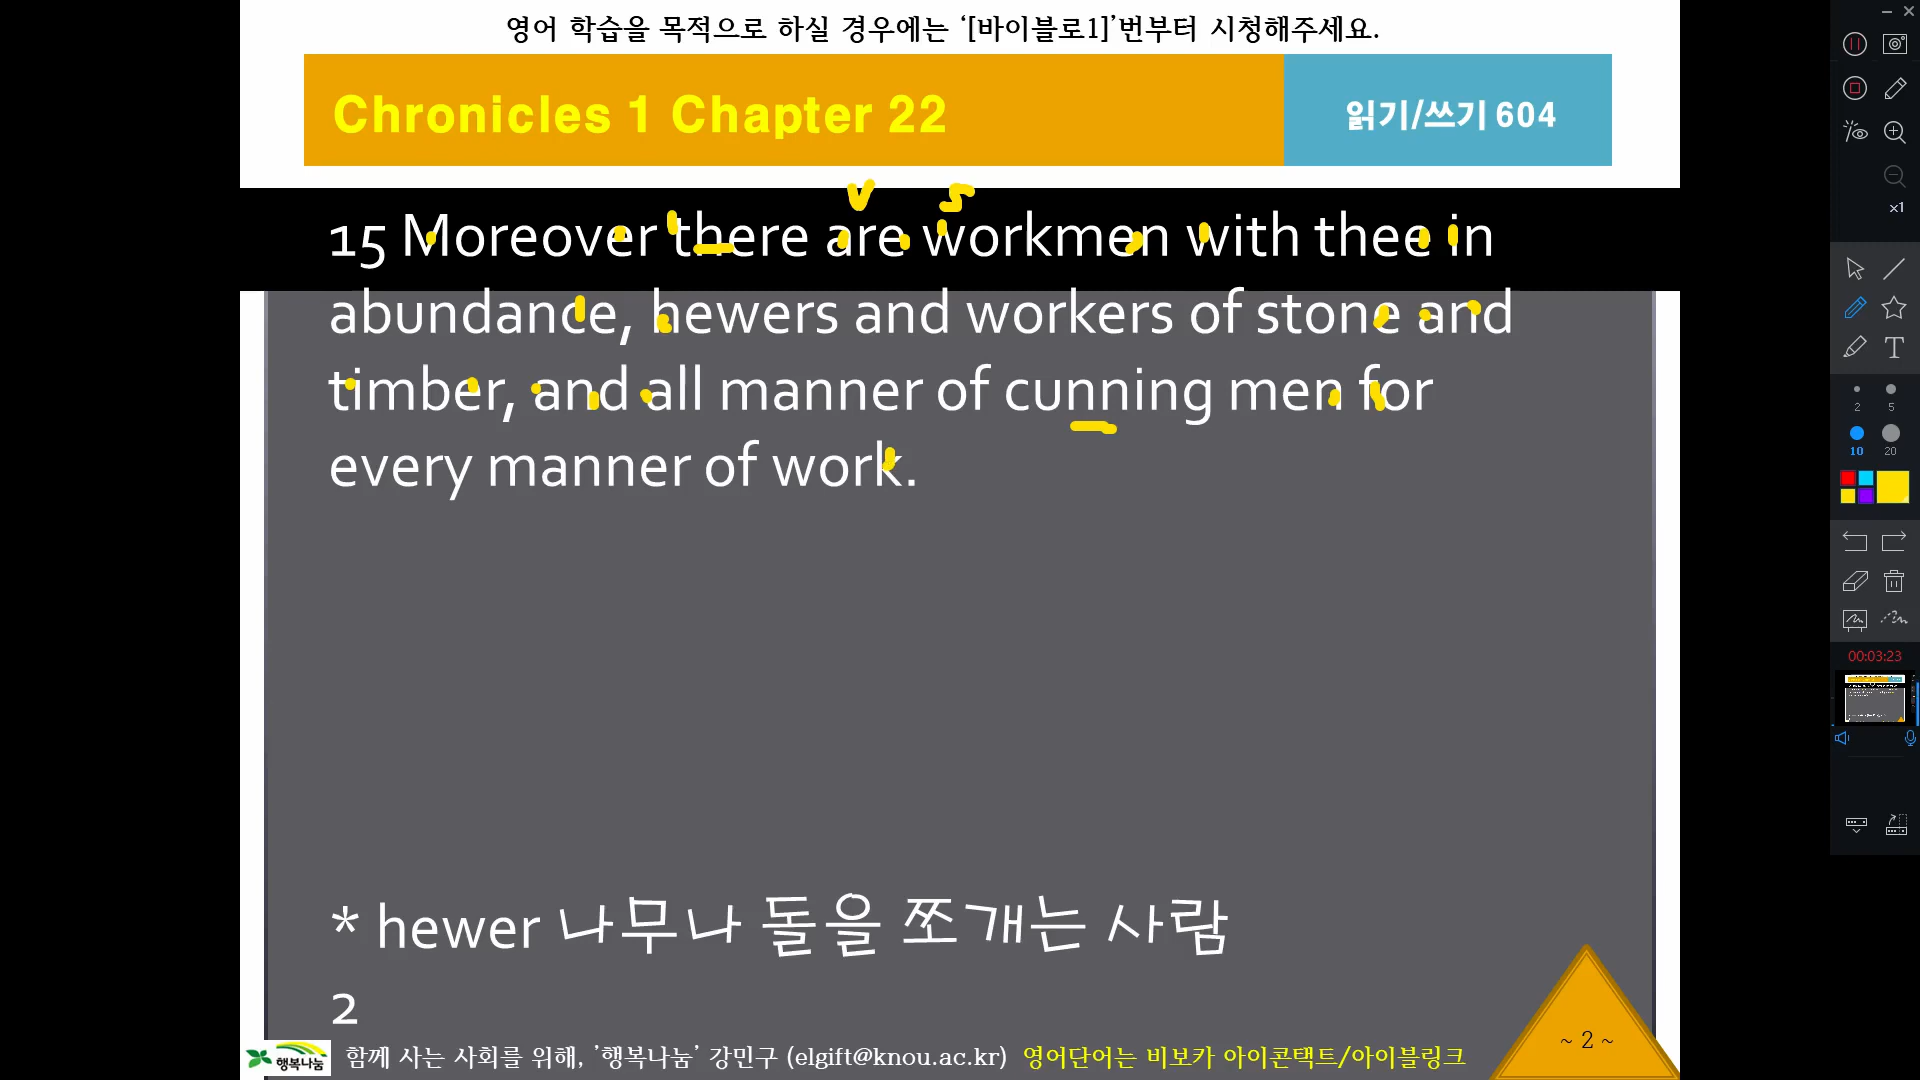 영어 학습을 목적으로 하실 경우에는 ‘[바이블로1]’번부터 시청해주세요.
Chronicles 1 Chapter 22
읽기/쓰기 604
v s
15 Moreover there are workmen with thee in
abundance, hewers and workers of stone and
timber, and all manner of cunning men for
every manner of work.
* hewer 나무나 돌을 쪼개는 사람
2
~ 2 ~
행복나눔
함께 사는 사회를 위해, ’행복나눔’ 강민구 (elgift@knou.ac.kr) 영어단어는 비보카 아이콘택트/아이블링크
x1
T
2 5
10 20
00:03:23